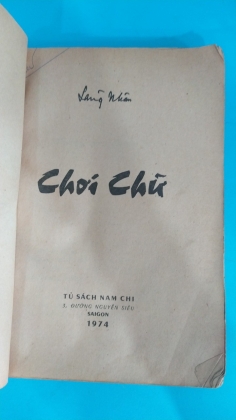 Lãng Nhân
Chơi Chữ
TỦ SÁCH NAM CHI
3, ĐƯỜNG NGUYỄN SIÊU
SAIGON
1974